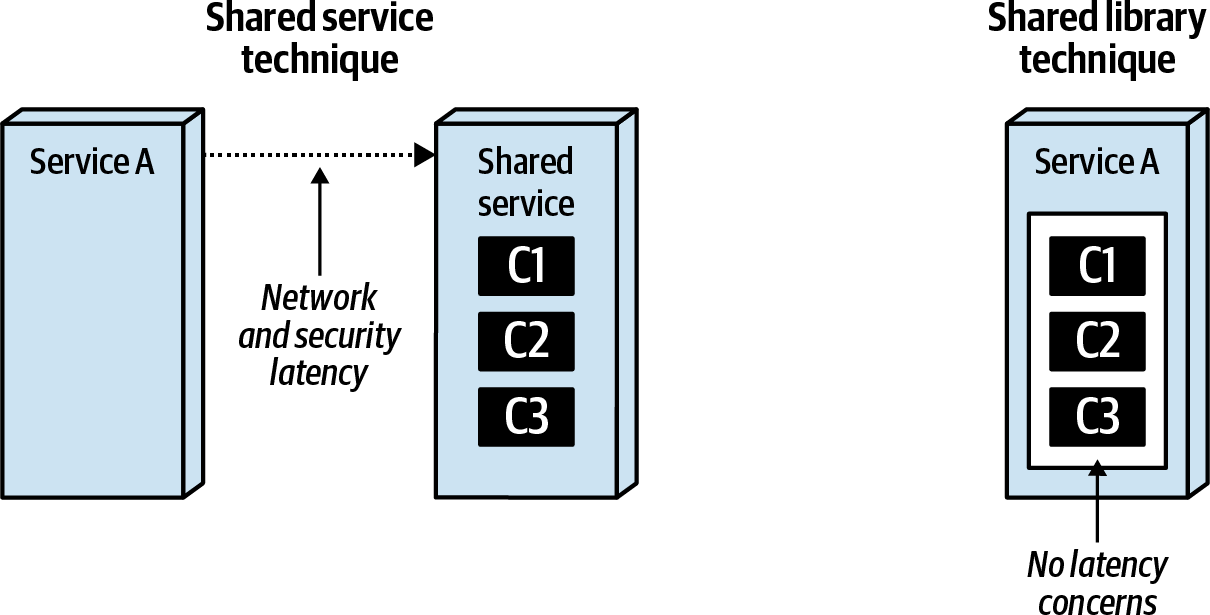 Shared service
technique
Service A
Shared
service
C1
C2
C3
Network
and security
latency
Shared library
technique
Service A
C1
C2
C3
No latency
concerns